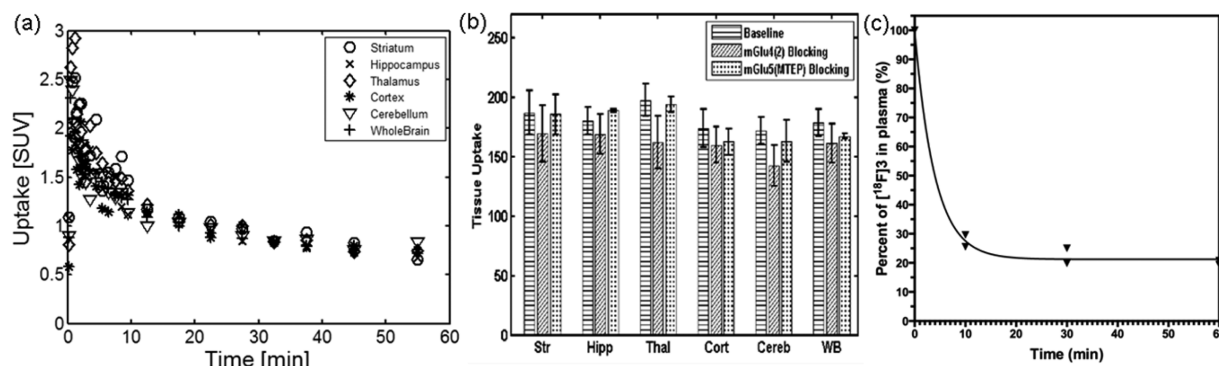 (a)
3
2.5
2
1.5
1
0.5
0
Uptake [SUV]
Striatum
Hippocampus
Thalamus
Cortex
Cerebellum
WholeBrain
0 10 20 30 40 50 60
Time [min]
(b)
250
200
150
100
50
0
Tissue Uptake
Baseline
mGlu4(2) Blocking
mGlu5(MTEP) Blocking
Str Hipp Thal Cort Cereb WB
(c)
100
90
80
70
60
50
40
30
20
10
0
Percent of [¹⁸F]3 in plasma (%)
0 10 20 30 40 50 60
Time (min)